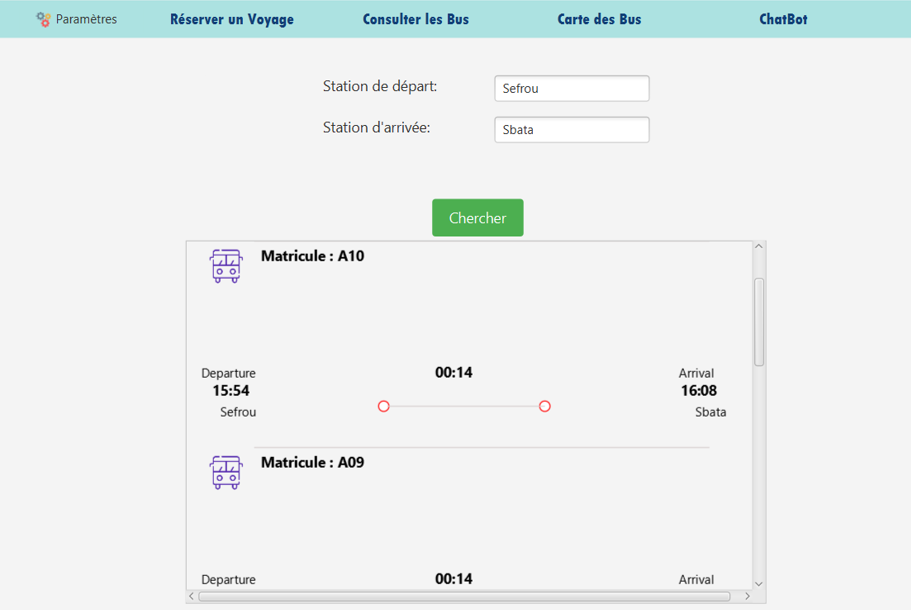 Paramètres
Réserver un Voyage
Consulter les Bus
Carte des Bus
ChatBot
Station de départ:
Sefrou
Station d'arrivée:
Sbata
Chercher
Matricule : A10
Departure
00:14
Arrival
15:54
16:08
Sefrou
Sbata
Matricule : A09
Departure
00:14
Arrival